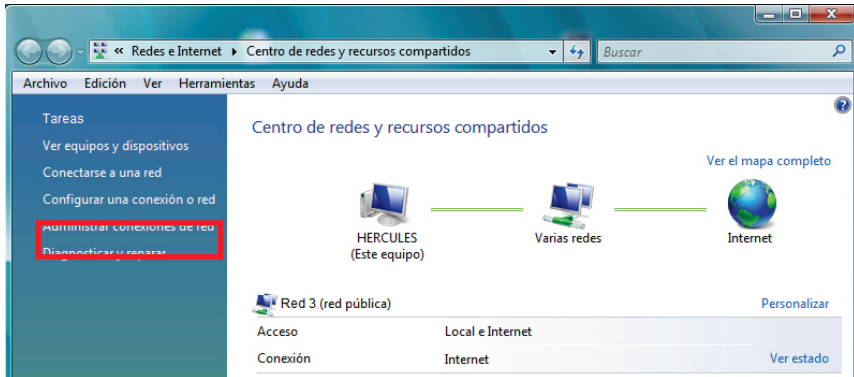 « Redes e Internet ▸ Centro de redes y recursos compartidos
Buscar
Archivo Edición Ver Herramientas Ayuda
Tareas
Ver equipos y dispositivos
Conectarse a una red
Configurar una conexión o red
Administrar conexiones de red
Diagnosticar y reparar
Centro de redes y recursos compartidos
Ver el mapa completo
HERCULES
(Este equipo)
Varias redes
Internet
Red 3 (red pública)
Personalizar
Acceso
Local e Internet
Conexión
Internet
Ver estado